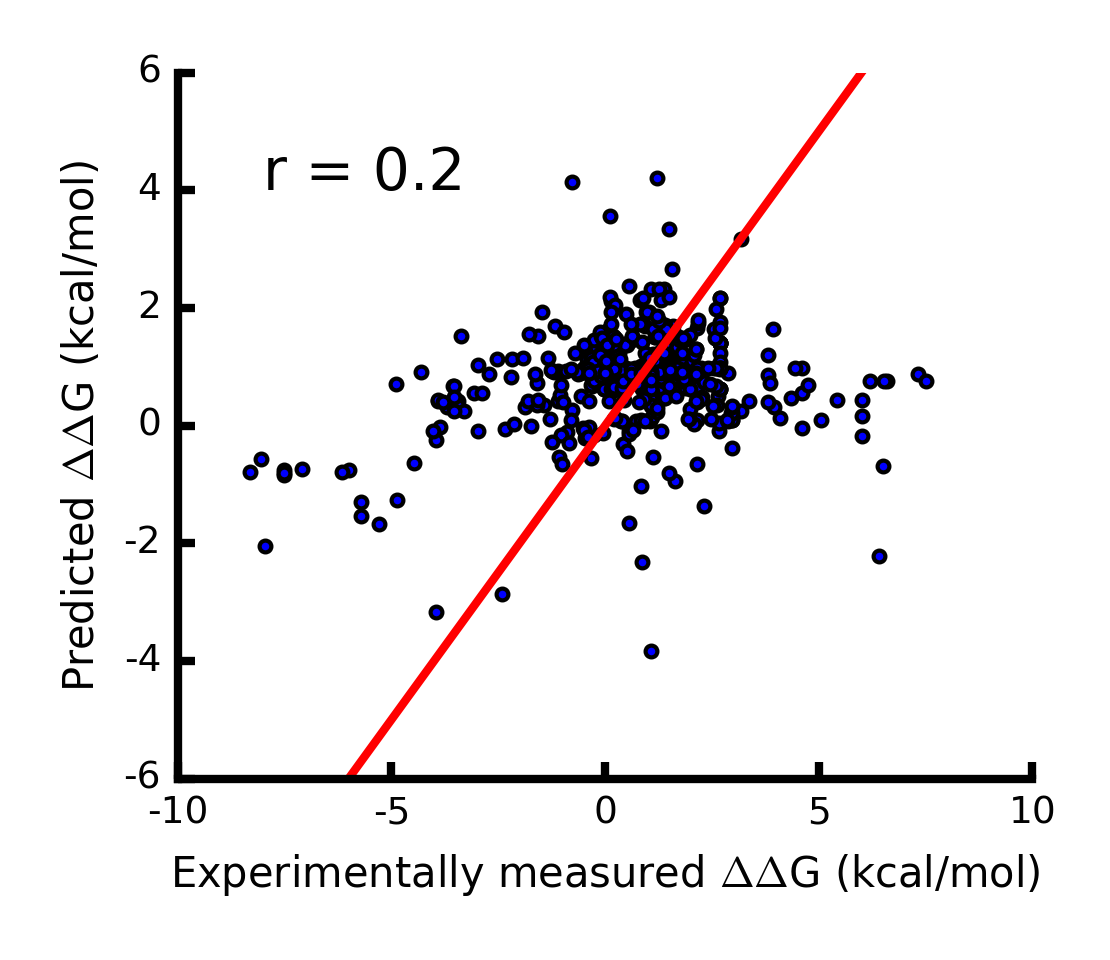 r = 0.2
Predicted ΔΔG (kcal/mol)
6
4
2
0
-2
-4
-6
-10 -5 0 5 10
Experimentally measured ΔΔG (kcal/mol)